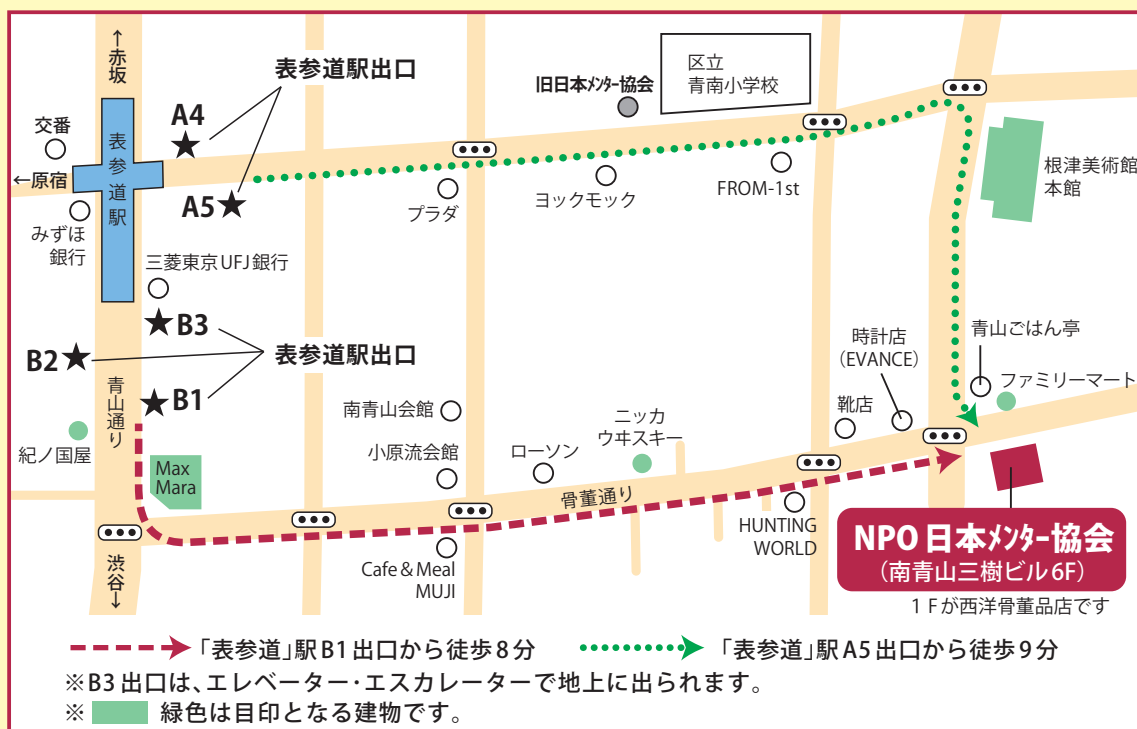 ↑赤坂
表参道駅出口
A4
交番
表参道駅
←原宿
A5
みずほ
銀行
三菱東京UFJ銀行
B3
B2
表参道駅出口
B1
青山通り
紀ノ国屋
Max
Mara
渋谷↓
旧日本メンター協会
区立
青南小学校
プラダ
ヨックモック
FROM-1st
根津美術館
本館
南青山会館
小原流会館
ローソン
ニッカ
ウヰスキー
骨董通り
Cafe & Meal
MUJI
靴店
時計店
(EVANCE)
青山ごはん亭
ファミリーマート
HUNTING
WORLD
NPO 日本メンター協会
(南青山三樹ビル6F)
1Fが西洋骨董品店です
「表参道」駅B1出口から徒歩8分
「表参道」駅A5出口から徒歩9分
※B3出口は、エレベーター・エスカレーターで地上に出られます。
※ 緑色は目印となる建物です。